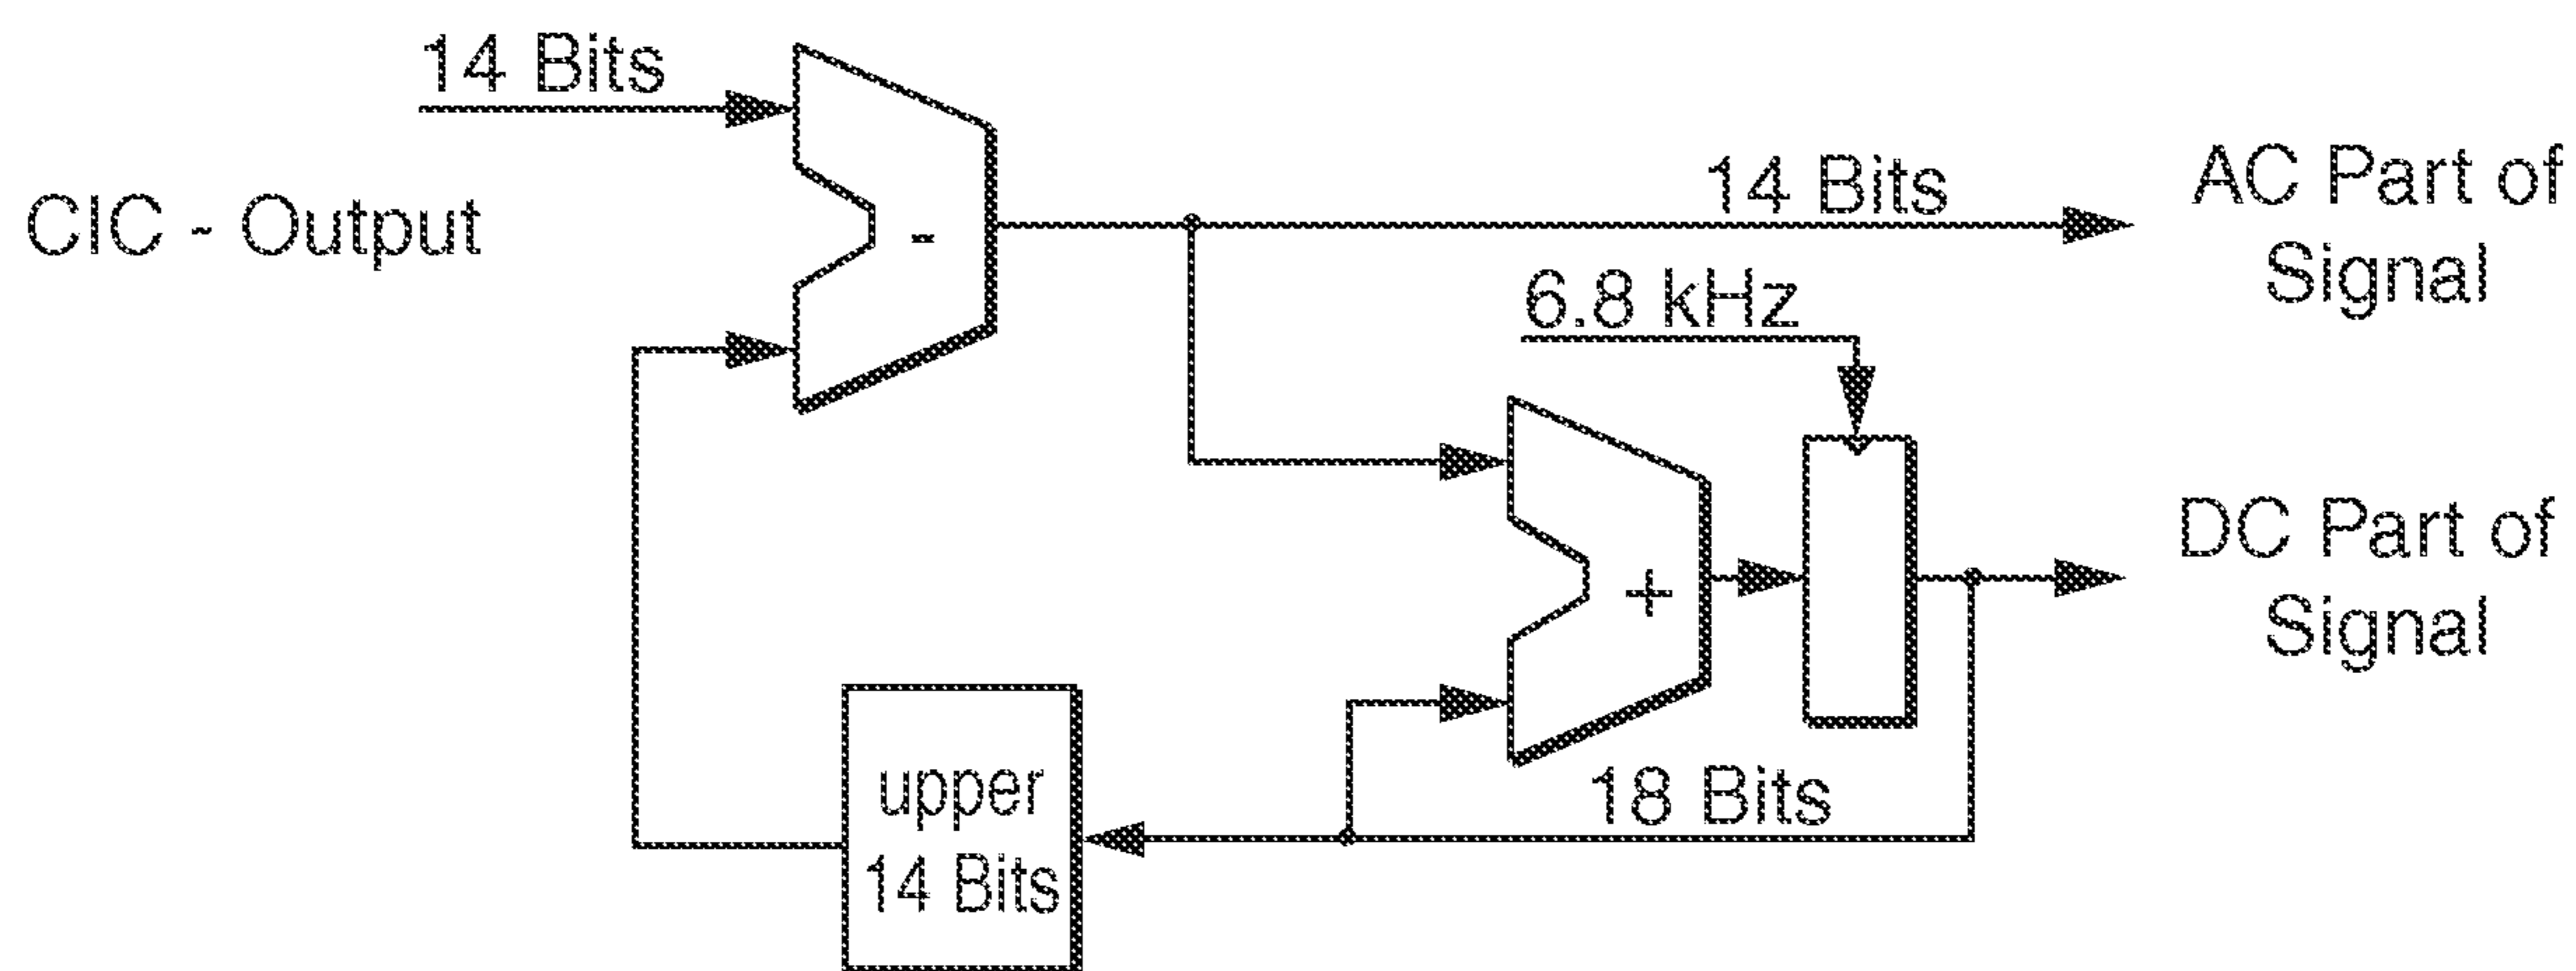 14 Bits
CIC - Output
-
14 Bits
AC Part of
Signal
6.8 kHz
+
DC Part of
Signal
18 Bits
upper
14 Bits